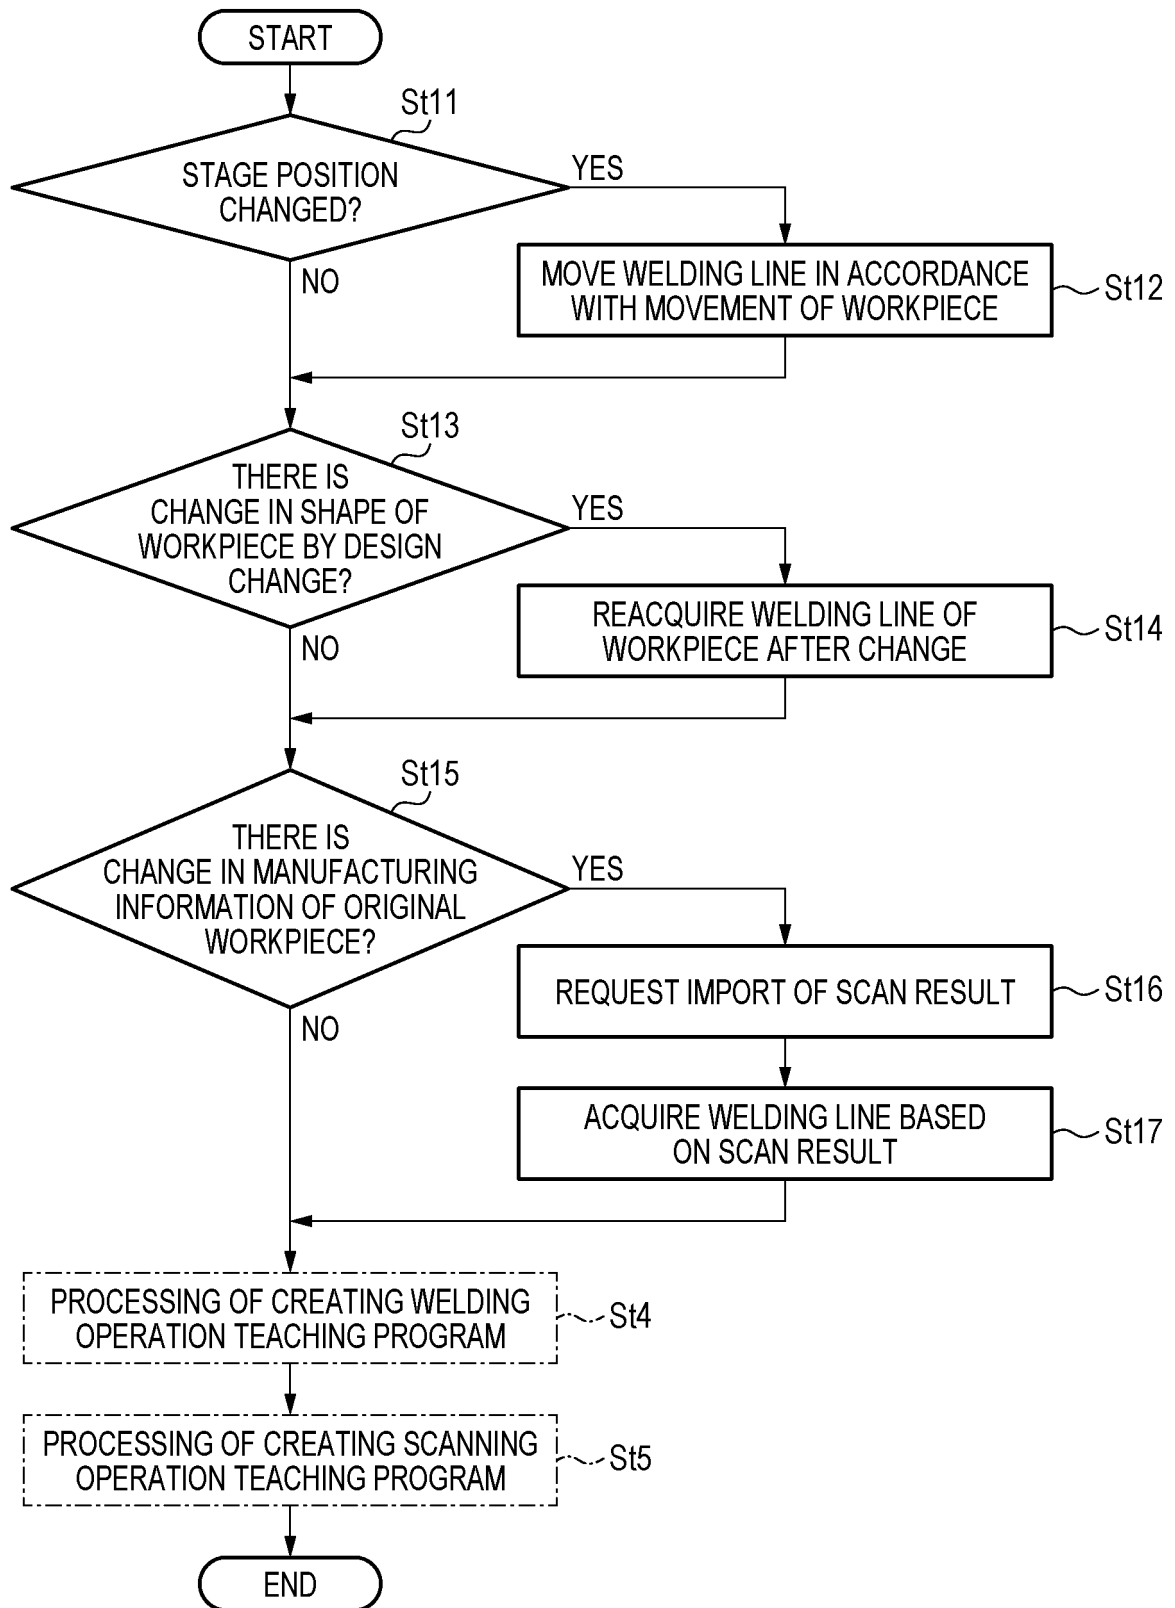 START
St11
STAGE POSITION
CHANGED?
YES
NO
MOVE WELDING LINE IN ACCORDANCE
WITH MOVEMENT OF WORKPIECE
St12
St13
THERE IS
CHANGE IN SHAPE OF
WORKPIECE BY DESIGN
CHANGE?
YES
NO
REACQUIRE WELDING LINE OF
WORKPIECE AFTER CHANGE
St14
St15
THERE IS
CHANGE IN MANUFACTURING
INFORMATION OF ORIGINAL
WORKPIECE?
YES
NO
REQUEST IMPORT OF SCAN RESULT
St16
ACQUIRE WELDING LINE BASED
ON SCAN RESULT
St17
PROCESSING OF CREATING WELDING
OPERATION TEACHING PROGRAM
St4
PROCESSING OF CREATING SCANNING
OPERATION TEACHING PROGRAM
St5
END